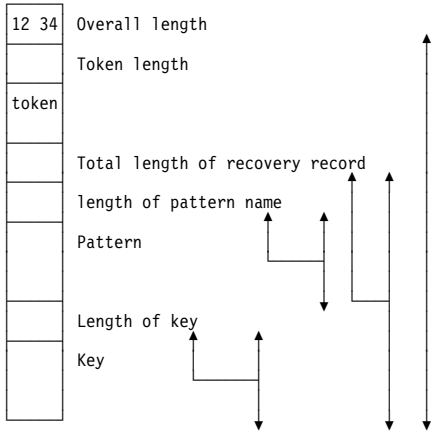 12 34 Overall length
Token length
token
Total length of recovery record
length of pattern name
Pattern
Length of key
Key